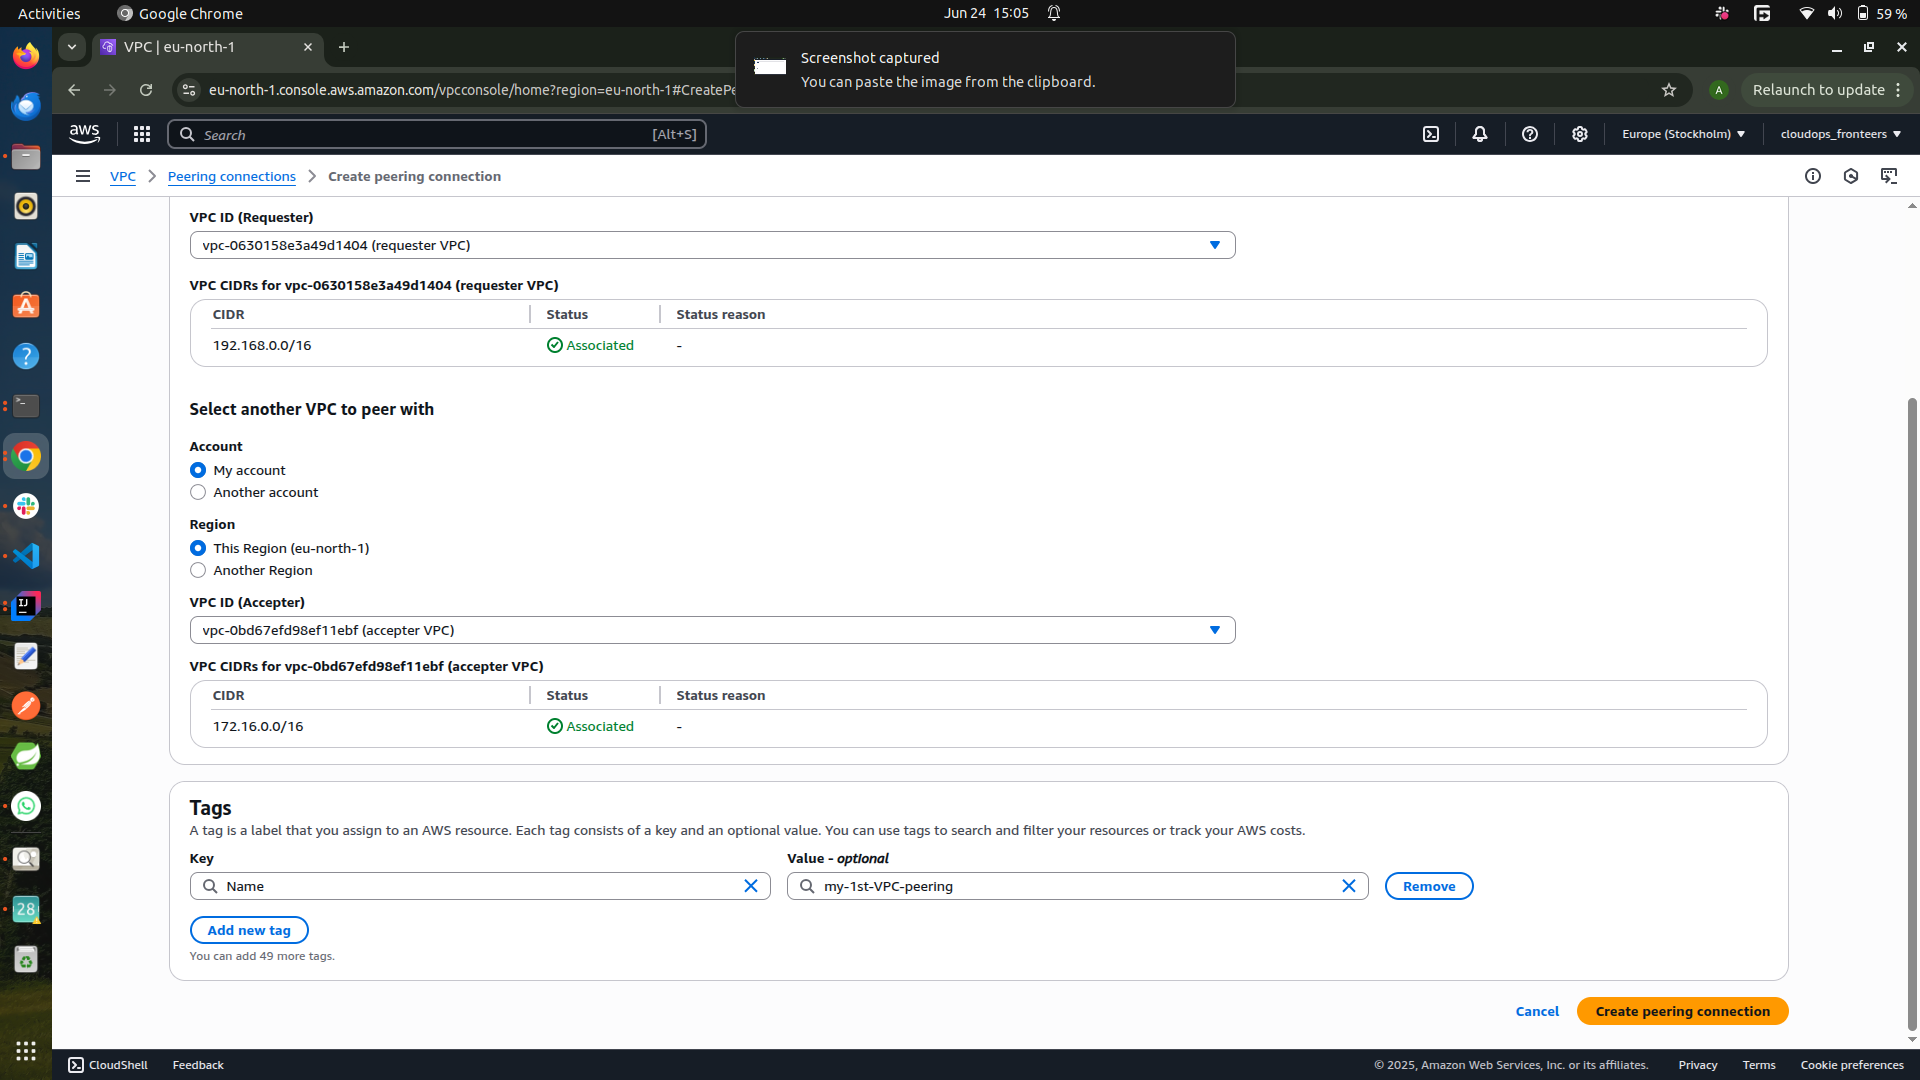 Activities
Google Chrome
Jun 24 15:05
59 %
VPC | eu-north-1
Screenshot captured
You can paste the image from the clipboard.
eu-north-1.console.aws.amazon.com/vpcconsole/home?region=eu-north-1#CreatePe
A
Relaunch to update
aws
Search
[Alt+S]
Europe (Stockholm)
cloudops_fronteers
VPC
Peering connections
Create peering connection
VPC ID (Requester)
vpc-0630158e3a49d1404 (requester VPC)
VPC CIDRs for vpc-0630158e3a49d1404 (requester VPC)
CIDR
Status
Status reason
192.168.0.0/16
Associated
-
Select another VPC to peer with
Account
My account
Another account
Region
This Region (eu-north-1)
Another Region
VPC ID (Accepter)
vpc-0bd67efd98ef11ebf (accepter VPC)
VPC CIDRs for vpc-0bd67efd98ef11ebf (accepter VPC)
CIDR
Status
Status reason
172.16.0.0/16
Associated
-
Tags
A tag is a label that you assign to an AWS resource. Each tag consists of a key and an optional value. You can use tags to search and filter your resources or track your AWS costs.
Key
Value - optional
Name
my-1st-VPC-peering
Remove
Add new tag
You can add 49 more tags.
Cancel
Create peering connection
IJ
28
CloudShell
Feedback
© 2025, Amazon Web Services, Inc. or its affiliates.
Privacy
Terms
Cookie preferences